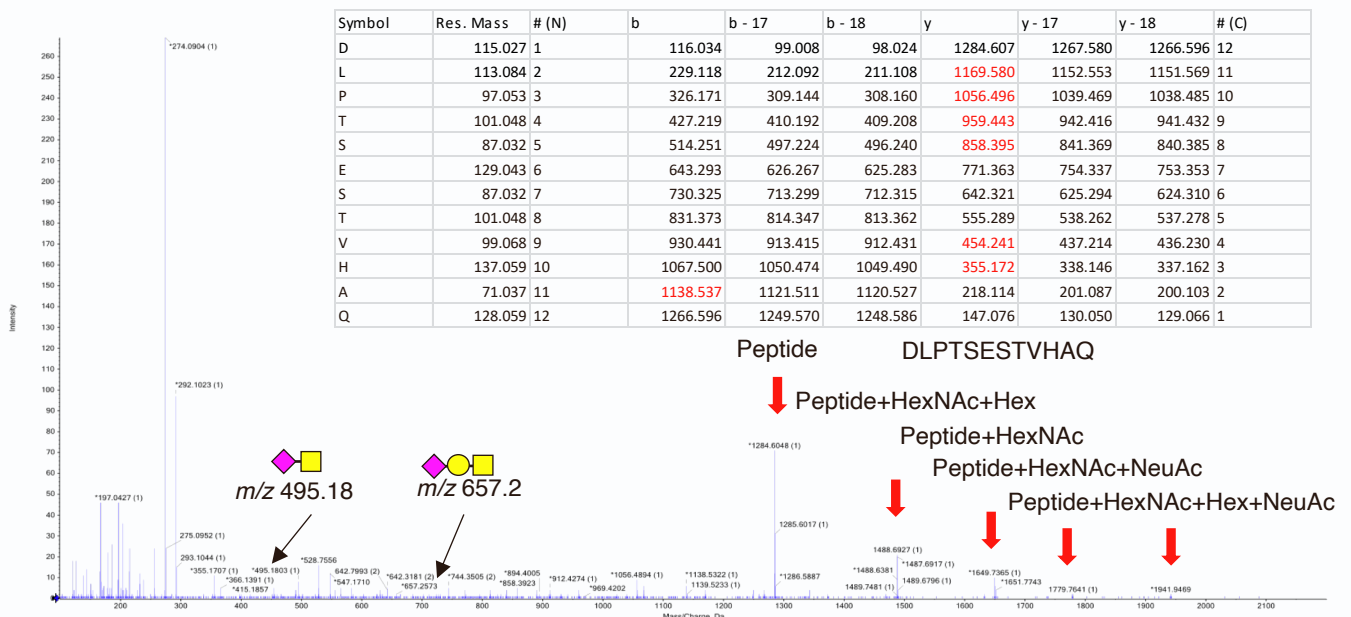 Symbol Res. Mass # (N) b b - 17 b - 18 y y - 17 y - 18 # (C)
D 115.027 1 116.034 99.008 98.024 1284.607 1267.580 1266.596 12
L 113.084 2 229.118 212.092 211.108 1169.580 1152.553 1151.569 11
P 97.053 3 326.171 309.144 308.160 1056.496 1039.469 1038.485 10
T 101.048 4 427.219 410.192 409.208 959.443 942.416 941.432 9
S 87.032 5 514.251 497.224 496.240 858.395 841.369 840.385 8
E 129.043 6 643.293 626.267 625.283 771.363 754.337 753.353 7
S 87.032 7 730.325 713.299 712.315 642.321 625.294 624.310 6
T 101.048 8 831.373 814.347 813.362 555.289 538.262 537.278 5
V 99.068 9 930.441 913.415 912.431 454.241 437.214 436.230 4
H 137.059 10 1067.500 1050.474 1049.490 355.172 338.146 337.162 3
A 71.037 11 1138.537 1121.511 1120.527 218.114 201.087 200.103 2
Q 128.059 12 1266.596 1249.570 1248.586 147.076 130.050 129.066 1
Peptide DLPTSESTVHAQ
Peptide+HexNAc+Hex
Peptide+HexNAc
Peptide+HexNAc+NeuAc
Peptide+HexNAc+Hex+NeuAc
m/z 495.18
m/z 657.2
*274.0904 (1)
*292.1023 (1)
*197.0427 (1)
275.0952 (1)
293.1044 (1)
*355.1707 (1)
*366.1391 (1)
*415.1857
*495.1803 (1)
*528.7556
642.7993 (2)
*547.1710
*642.3181 (2)
*657.2573
*744.3505 (2)
*894.4005
*858.3923
*912.4274 (1)
*969.4202
*1056.4894 (1)
*1138.5322 (1)
1139.5233 (1)
*1284.6048 (1)
1285.6017 (1)
*1286.5887
1488.6927 (1)
*1487.6917 (1)
*1488.6381
1489.6796 (1)
*1489.7481 (1)
*1649.7365 (1)
*1651.7743
1779.7641 (1)
*1941.9469
Intensity
260
250
240
230
220
210
200
190
180
170
160
150
140
130
120
110
100
90
80
70
60
50
40
30
20
10
0
200 300 400 500 600 700 800 900 1000 1100 1200 1300 1400 1500 1600 1700 1800 1900 2000 2100
Mass/Charge, Da